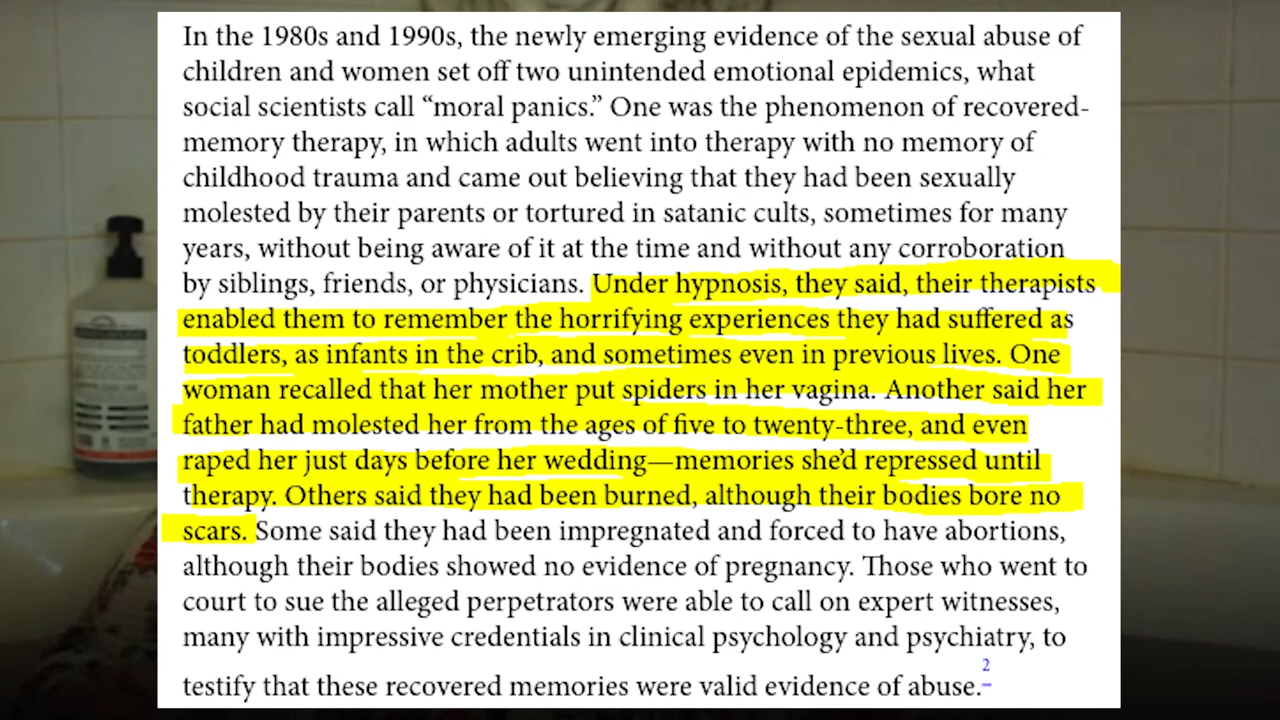 In the 1980s and 1990s, the newly emerging evidence of the sexual abuse of
children and women set off two unintended emotional epidemics, what
social scientists call “moral panics.” One was the phenomenon of recovered-
memory therapy, in which adults went into therapy with no memory of
childhood trauma and came out believing that they had been sexually
molested by their parents or tortured in satanic cults, sometimes for many
years, without being aware of it at the time and without any corroboration
by siblings, friends, or physicians. Under hypnosis, they said, their therapists
enabled them to remember the horrifying experiences they had suffered as
toddlers, as infants in the crib, and sometimes even in previous lives. One
woman recalled that her mother put spiders in her vagina. Another said her
father had molested her from the ages of five to twenty-three, and even
raped her just days before her wedding—memories she’d repressed until
therapy. Others said they had been burned, although their bodies bore no
scars. Some said they had been impregnated and forced to have abortions,
although their bodies showed no evidence of pregnancy. Those who went to
court to sue the alleged perpetrators were able to call on expert witnesses,
many with impressive credentials in clinical psychology and psychiatry, to
testify that these recovered memories were valid evidence of abuse.2